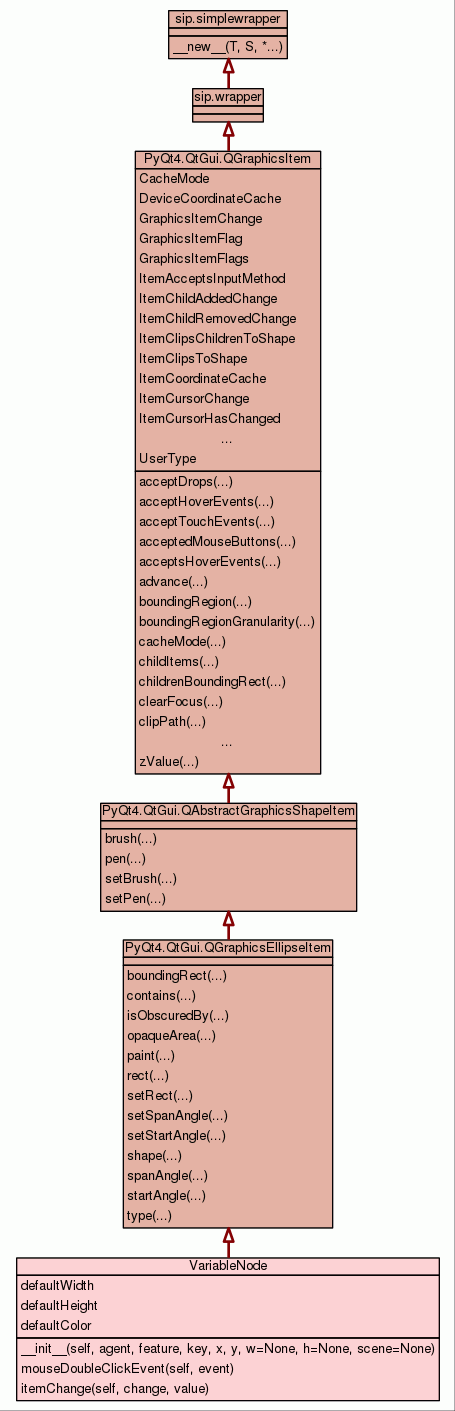 sip.simplewrapper
__new__(T, S, *...)
sip.wrapper
PyQt4.QtGui.QGraphicsItem
CacheMode
DeviceCoordinateCache
GraphicsItemChange
GraphicsItemFlag
GraphicsItemFlags
ItemAcceptsInputMethod
ItemChildAddedChange
ItemChildRemovedChange
ItemClipsChildrenToShape
ItemClipsToShape
ItemCoordinateCache
ItemCursorChange
ItemCursorHasChanged
...
UserType
acceptDrops(...)
acceptHoverEvents(...)
acceptTouchEvents(...)
acceptedMouseButtons(...)
acceptsHoverEvents(...)
advance(...)
boundingRegion(...)
boundingRegionGranularity(...)
cacheMode(...)
childItems(...)
childrenBoundingRect(...)
clearFocus(...)
clipPath(...)
...
zValue(...)
PyQt4.QtGui.QAbstractGraphicsShapeItem
brush(...)
pen(...)
setBrush(...)
setPen(...)
PyQt4.QtGui.QGraphicsEllipseItem
boundingRect(...)
contains(...)
isObscuredBy(...)
opaqueArea(...)
paint(...)
rect(...)
setRect(...)
setSpanAngle(...)
setStartAngle(...)
shape(...)
spanAngle(...)
startAngle(...)
type(...)
VariableNode
defaultWidth
defaultHeight
defaultColor
__init__(self, agent, feature, key, x, y, w=None, h=None, scene=None)
mouseDoubleClickEvent(self, event)
itemChange(self, change, value)